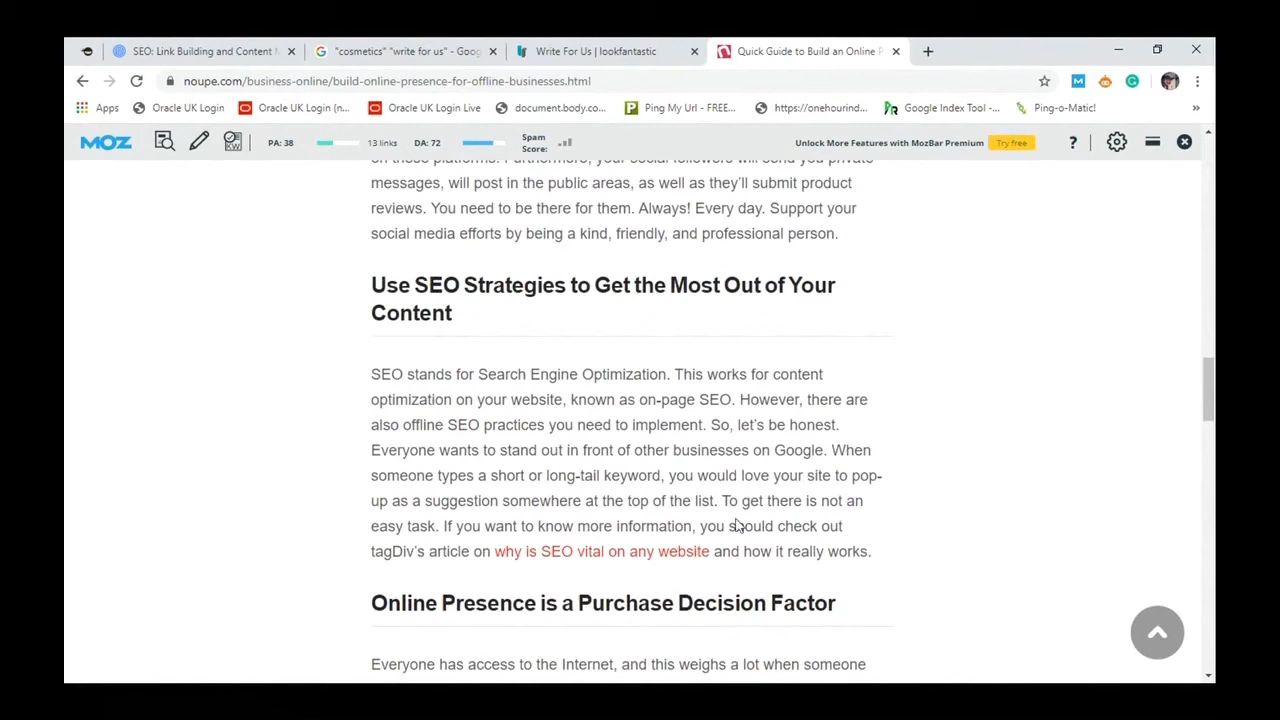 SEO: Link Building and Content M
"cosmetics" "write for us" - Goog
Write For Us | lookfantastic
Quick Guide to Build an Online P
noupe.com/business-online/build-online-presence-for-offline-businesses.html
Apps
Oracle UK Login
Oracle UK Login (n...
Oracle UK Login Live
document.body.co...
Ping My Url - FREE...
https://onehourind...
Google Index Tool -...
Ping-o-Matic!
»
MOZ
PA: 38
13 links
DA: 72
Spam
Score:
Unlock More Features with MozBar Premium
Try free
?
on these platforms. Furthermore, your social followers will send you private
messages, will post in the public areas, as well as they'll submit product
reviews. You need to be there for them. Always! Every day. Support your
social media efforts by being a kind, friendly, and professional person.
Use SEO Strategies to Get the Most Out of Your
Content
SEO stands for Search Engine Optimization. This works for content
optimization on your website, known as on-page SEO. However, there are
also offline SEO practices you need to implement. So, let's be honest.
Everyone wants to stand out in front of other businesses on Google. When
someone types a short or long-tail keyword, you would love your site to pop-
up as a suggestion somewhere at the top of the list. To get there is not an
easy task. If you want to know more information, you should check out
tagDiv's article on why is SEO vital on any website and how it really works.
Online Presence is a Purchase Decision Factor
Everyone has access to the Internet, and this weighs a lot when someone